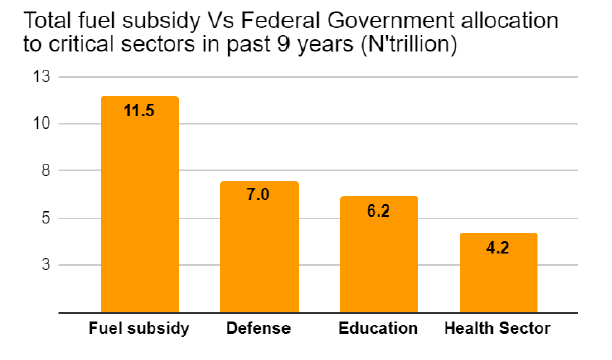 Total fuel subsidy Vs Federal Government allocation
to critical sectors in past 9 years (N'trillion)
13
10
8
5
3
11.5
7.0
6.2
4.2
Fuel subsidy
Defense
Education
Health Sector